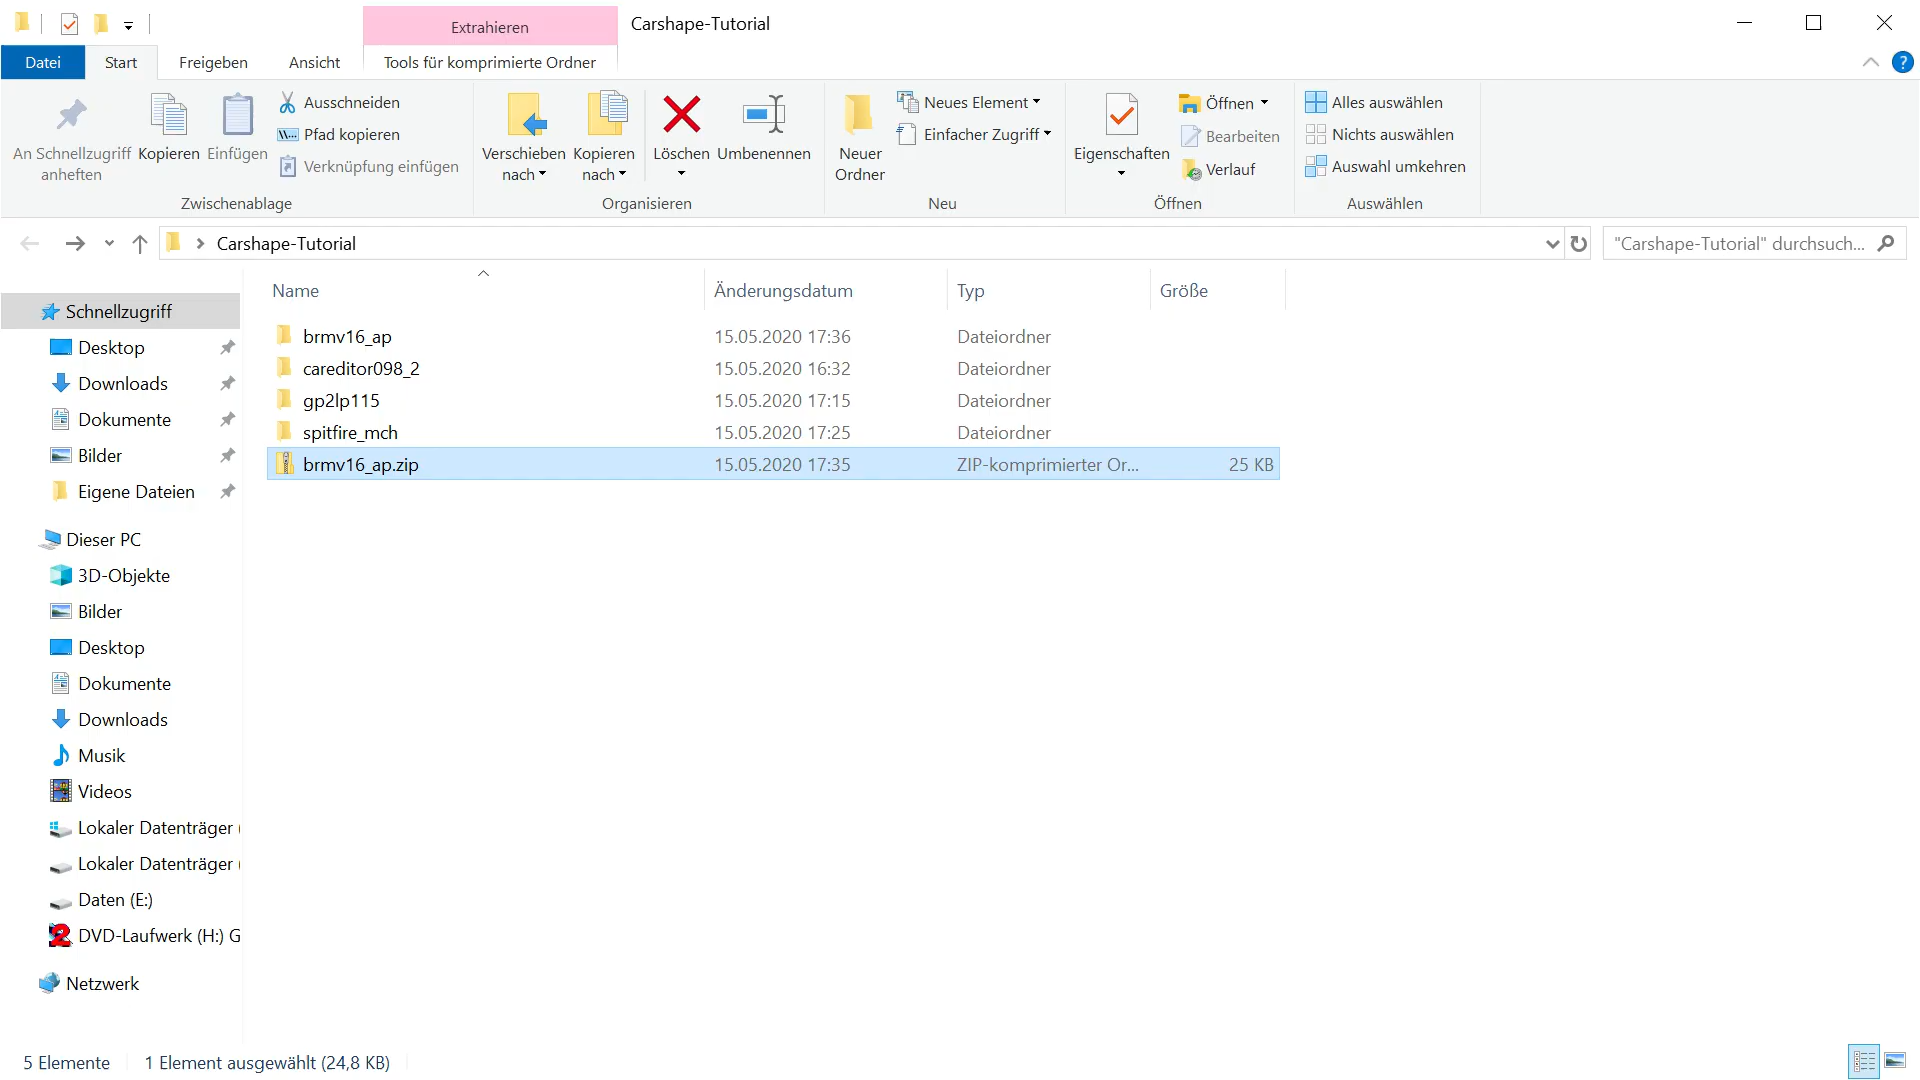 Extrahieren
Carshape-Tutorial
Datei
Start
Freigeben
Ansicht
Tools für komprimierte Ordner
?
An Schnellzugriff
anheften
Kopieren
Einfügen
Ausschneiden
Pfad kopieren
Verknüpfung einfügen
Zwischenablage
Verschieben
nach
Kopieren
nach
Löschen
Umbenennen
Organisieren
Neuer
Ordner
Neues Element
Einfacher Zugriff
Neu
Eigenschaften
Öffnen
Bearbeiten
Verlauf
Öffnen
Alles auswählen
Nichts auswählen
Auswahl umkehren
Auswählen
Carshape-Tutorial
"Carshape-Tutorial" durchsuch...
Name
Änderungsdatum
Typ
Größe
brmv16_ap 15.05.2020 17:36 Dateiordner
careditor098_2 15.05.2020 16:32 Dateiordner
gp2lp115 15.05.2020 17:15 Dateiordner
spitfire_mch 15.05.2020 17:25 Dateiordner
brmv16_ap.zip 15.05.2020 17:35 ZIP-komprimierter Or... 25 KB
Schnellzugriff
Desktop
Downloads
Dokumente
Bilder
Eigene Dateien
Dieser PC
3D-Objekte
Bilder
Desktop
Dokumente
Downloads
Musik
Videos
Lokaler Datenträger (
Lokaler Datenträger (
Daten (E:)
DVD-Laufwerk (H:) G
Netzwerk
5 Elemente
1 Element ausgewählt (24,8 KB)